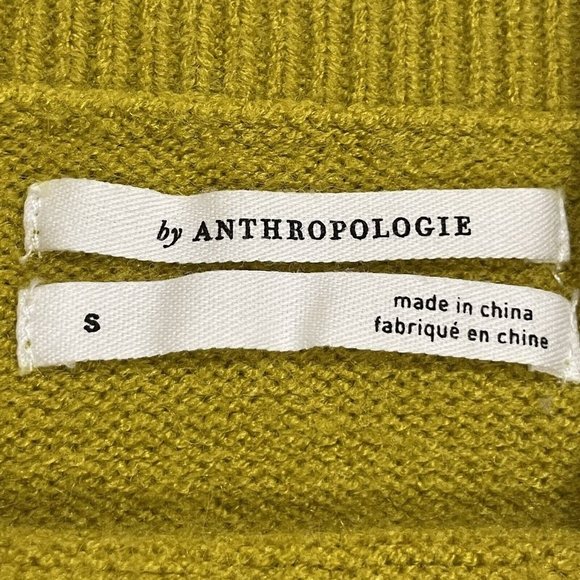 by ANTHROPOLOGIE
S
made in china
fabriqué en chine